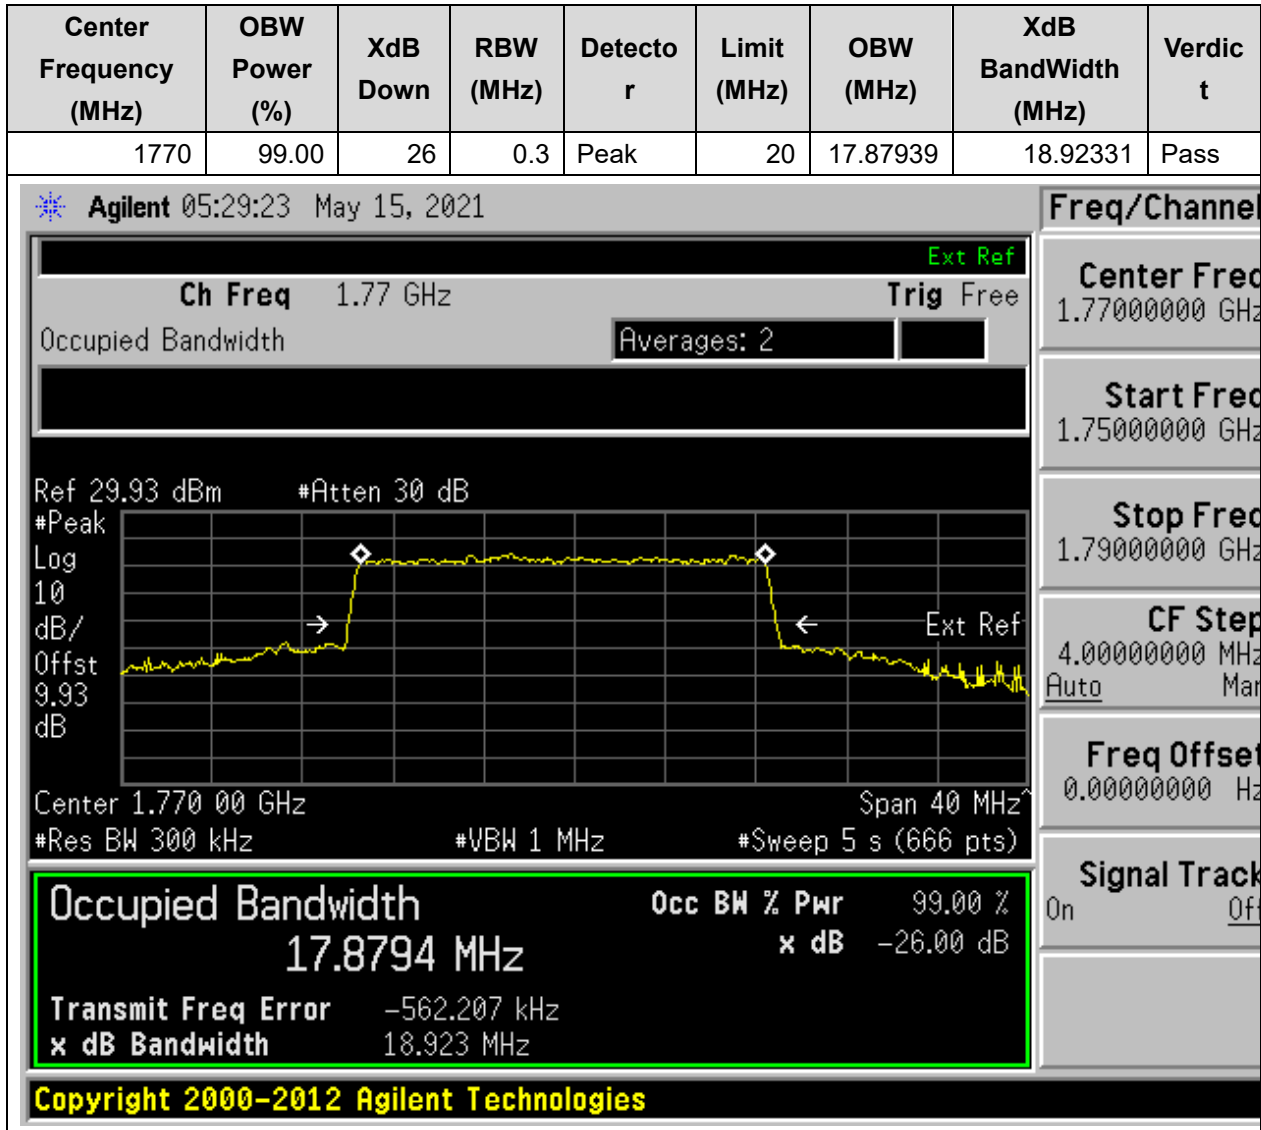 Center Frequency (MHz) OBW Power (%) XdB Down RBW (MHz) Detecto r Limit (MHz) OBW (MHz) XdB BandWidth (MHz) Verdic t
1770 99.00 26 0.3 Peak 20 17.87939 18.92331 Pass
Agilent 05:29:23 May 15, 2021
Freq/Channel
Ext Ref
Ch Freq 1.77 GHz Trig Free
Occupied Bandwidth Averages: 2
Center Freq
1.77000000 GHz
Start Freq
1.75000000 GHz
Stop Freq
1.79000000 GHz
CF Step
4.00000000 MHz
Auto Man
Freq Offset
0.00000000 Hz
Signal Track
On Off
Ref 29.93 dBm #Atten 30 dB
#Peak
Log
10
dB/
Offst
9.93
dB
Ext Ref
Center 1.770 00 GHz Span 40 MHz^
#Res BW 300 kHz #VBW 1 MHz #Sweep 5 s (666 pts)
Occupied Bandwidth
17.8794 MHz
Occ BW % Pwr 99.00 %
x dB -26.00 dB
Transmit Freq Error -562.207 kHz
x dB Bandwidth 18.923 MHz
Copyright 2000-2012 Agilent Technologies